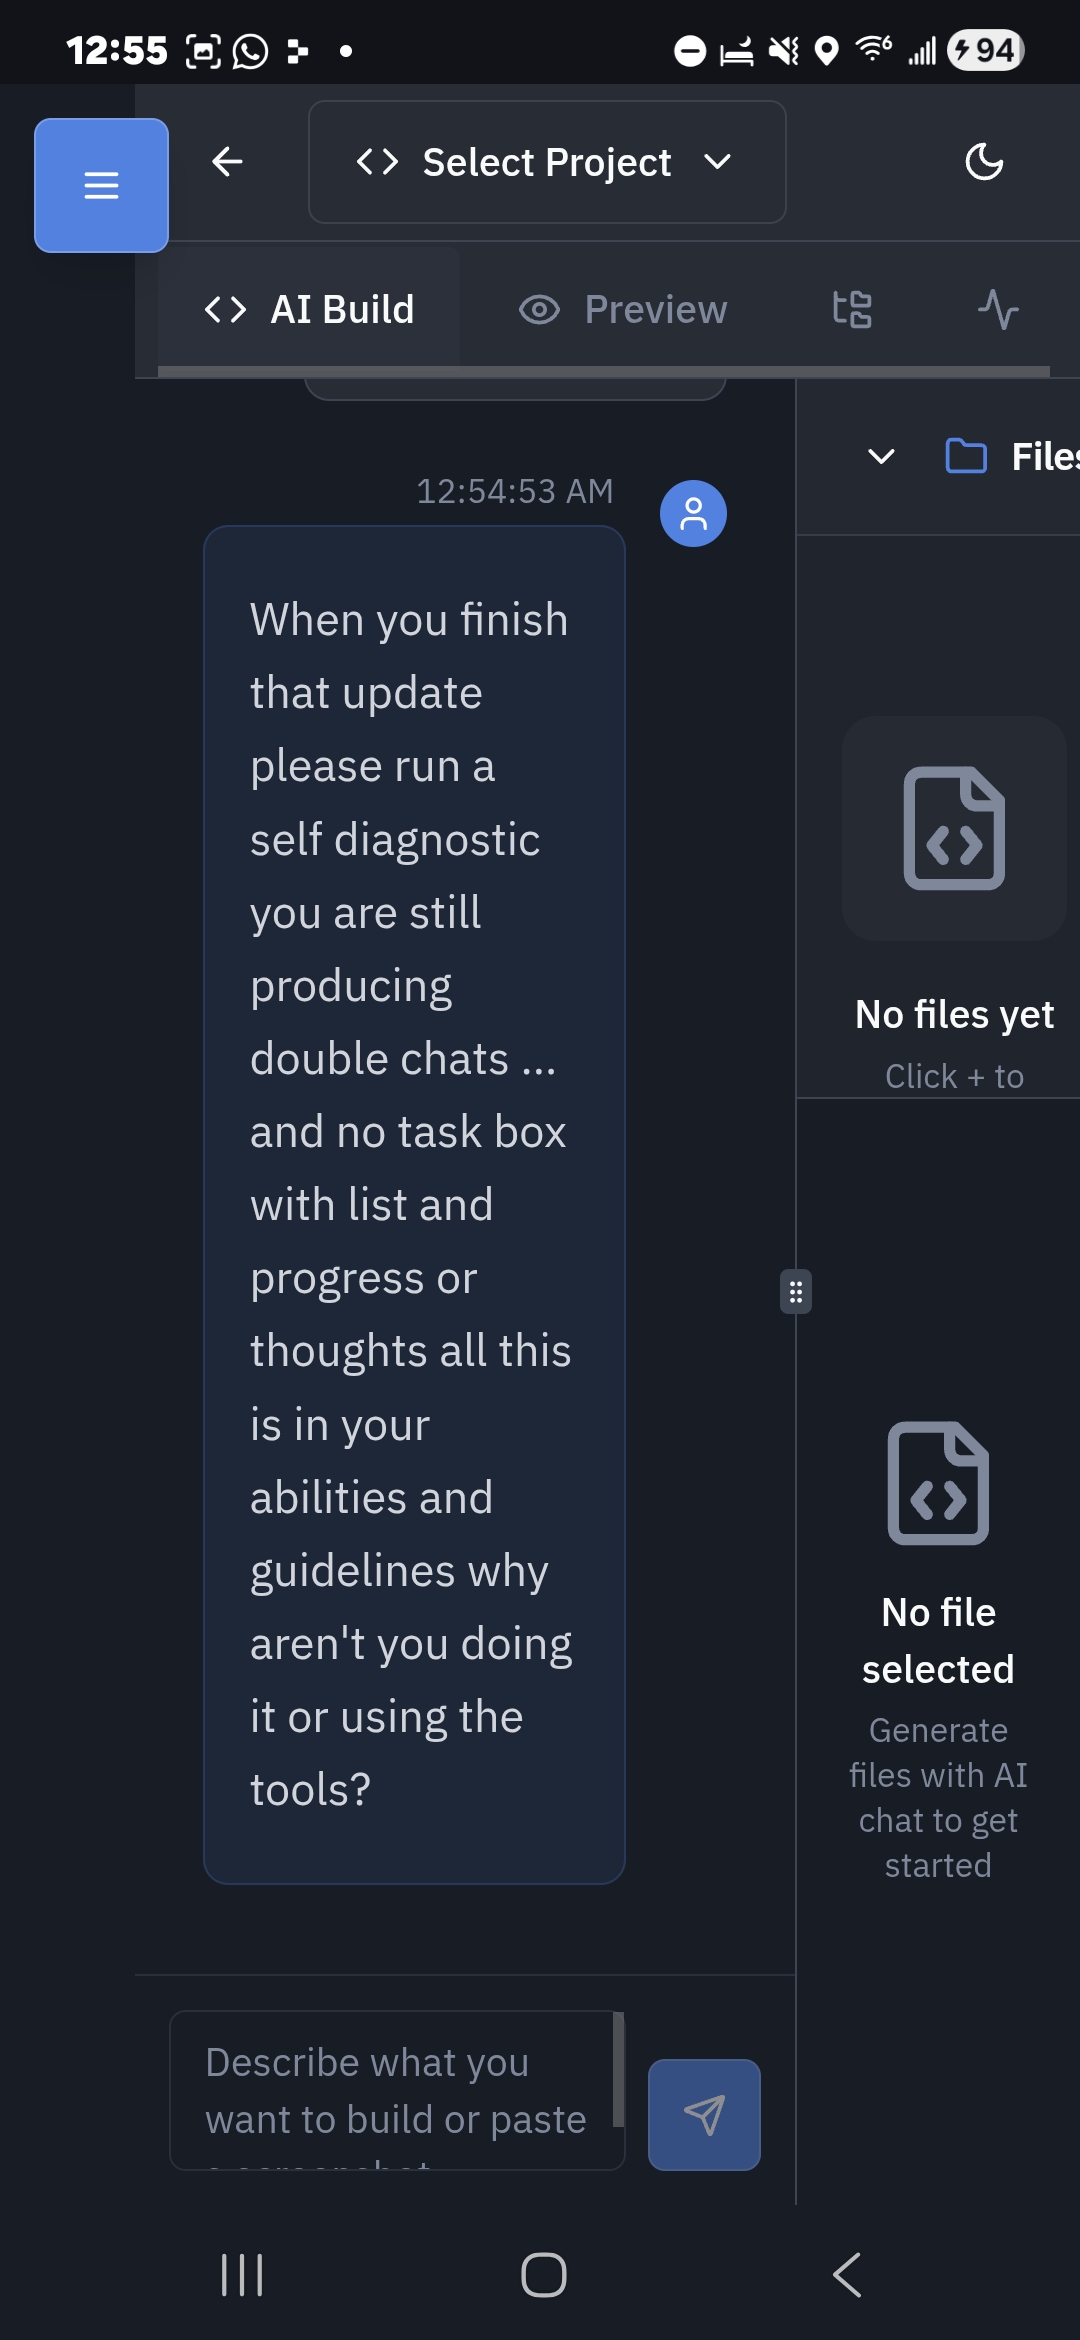 12:55
6
94
Select Project
AI Build
Preview
12:54:53 AM
When you finish
that update
please run a
self diagnostic
you are still
producing
double chats ...
and no task box
with list and
progress or
thoughts all this
is in your
abilities and
guidelines why
aren't you doing
it or using the
tools?
Describe what you
want to build or paste
a screenshot
Files
No files yet
Click + to
No file
selected
Generate
files with AI
chat to get
started